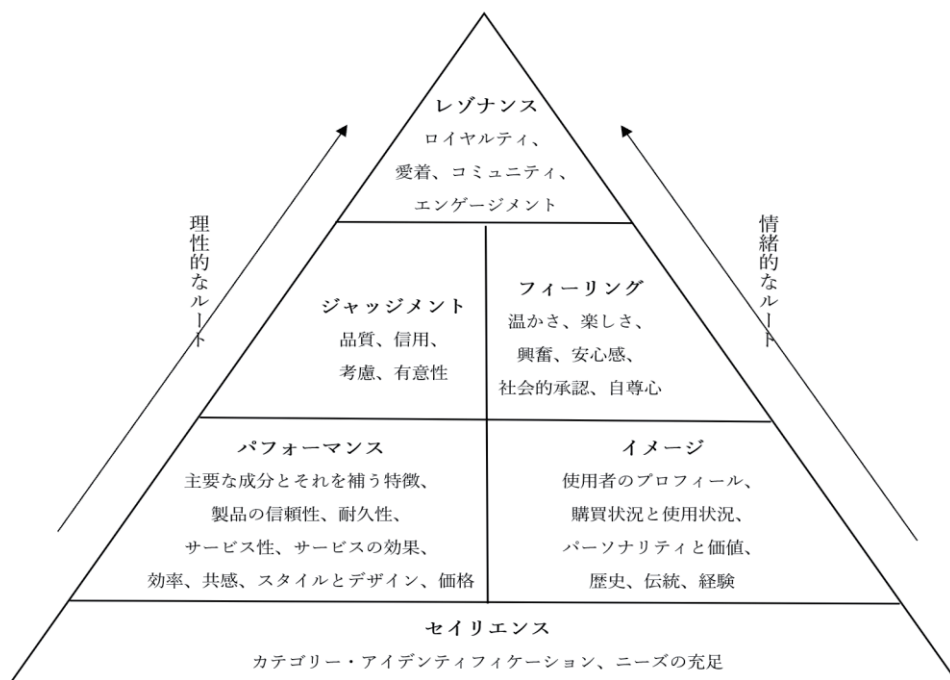 レゾナンス
ロイヤルティ、
愛着、コミュニティ、
エンゲージメント
理性的なルート
情緒的なルート
ジャッジメント
品質、信用、
考慮、有意性
フィーリング
温かさ、楽しさ、
興奮、安心感、
社会的承認、自尊心
パフォーマンス
主要な成分とそれを補う特徴、
製品の信頼性、耐久性、
サービス性、サービスの効果、
効率、共感、スタイルとデザイン、価格
イメージ
使用者のプロフィール、
購買状況と使用状況、
パーソナリティと価値、
歴史、伝統、経験
セイリエンス
カテゴリー・アイデンティフィケーション、ニーズの充足